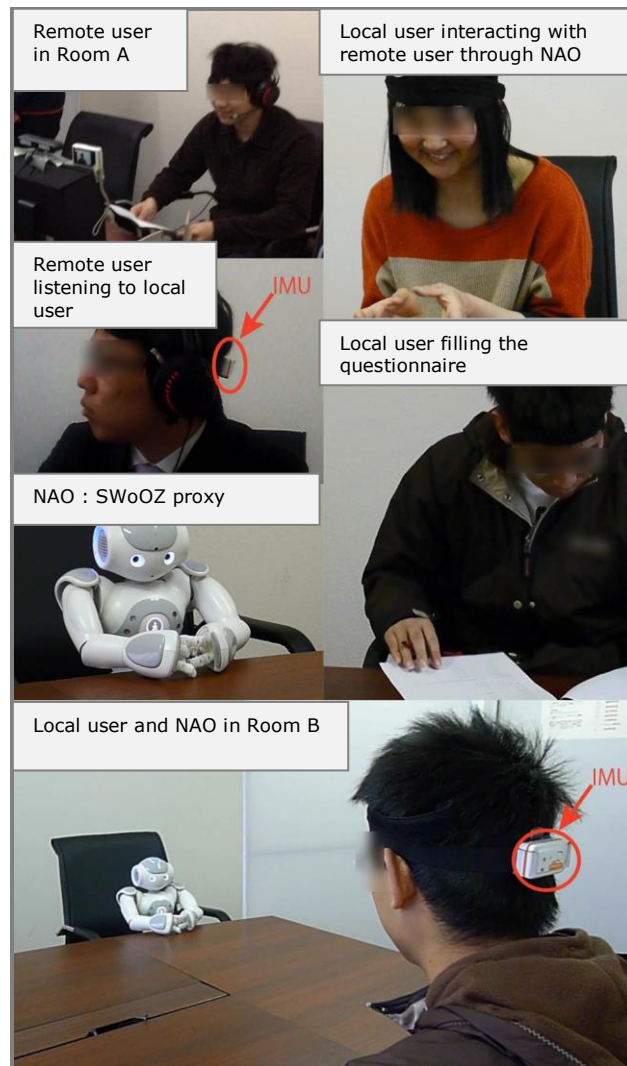 Remote user
in Room A
Local user interacting with
remote user through NAO
Remote user
listening to local
user
IMU
Local user filling the
questionnaire
NAO : SWoOZ proxy
Local user and NAO in Room B
IMU